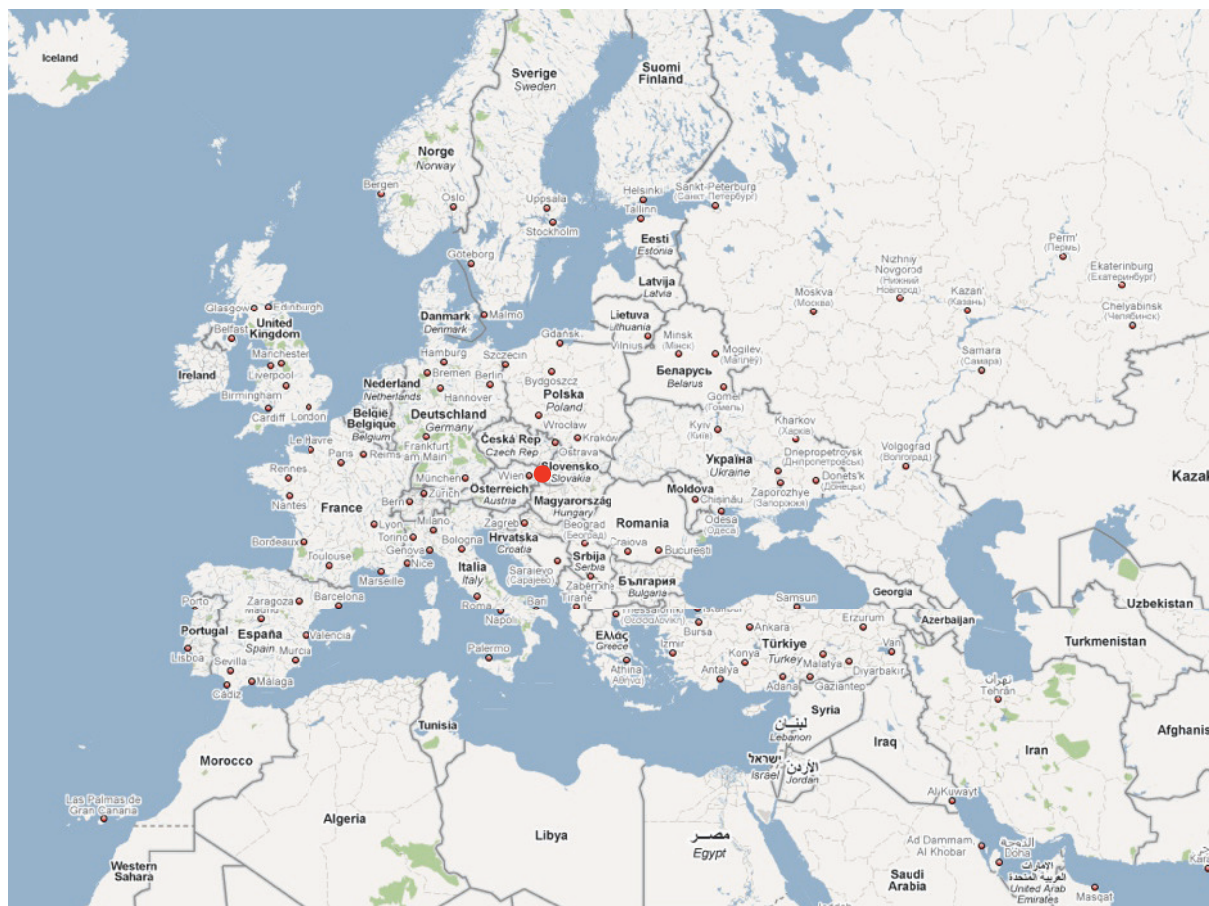 Iceland
Sverige
Sweden
Suomi
Finland
Norge
Norway
Bergen
Oslo
Uppsala
Stockholm
Helsinki
Tallinn
Sankt-Peterburg
(Санкт-Петербург)
Eesti
Estonia
Göteborg
Latvija
Latvia
Perm'
(Пермь)
Nizhniy
Novgorod
(Нижний
Новгород)
Ekaterinburg
(Екатеринбург)
Moskva
(Москва)
Kazan'
(Казань)
Chelyabinsk
(Челябинск)
Glasgow
Edinburgh
Belfast
United
Kingdom
Danmark
Denmark
Malmö
Lietuva
Lithuania
Vilnius
Gdańsk
Minsk
(Мінск)
Mogilev
Samara
(Самара)
Ireland
Manchester
Liverpool
Birmingham
Cardiff
London
Hamburg
Bremen
Szczecin
Berlin
Hannover
Bydgoszcz
Беларусь
Belarus
Nederland
Netherlands
Polska
Poland
Gomel'
(Гомель)
België
Belgique
Belgium
Deutschland
Germany
Wrocław
Kraków
Kyiv
(Київ)
Kharkov
(Харків)
Le Havre
Paris
Reims
Frankfurt
am Main
Česká Rep
Czech Rep
Ostrava
Україна
Ukraine
Dnepropetrovsk
(Дніпропетровськ)
Volgograd
(Волгоград)
Rennes
München
Wien
Slovensko
Slovakia
Donets'k
(Донецьк)
Nantes
Zürich
Österreich
Austria
Magyarország
Hungary
Moldova
Chişinău
Zaporozhye
(Запоріжжя)
Kazak
France
Bern
Lyon
Milano
Zagreb
Hrvatska
Croatia
Beograd
(Београд)
Romania
Odesa
(Одеса)
Bordeaux
Torino
Bologna
Craiova
Bucureşti
Toulouse
Genova
Nice
Marseille
Italia
Italy
Sarajevo
(Сарајево)
Srbija
Serbia
България
Bulgaria
Georgia
Uzbekistan
Porto
Zaragoza
Madrid
Barcelona
Roma
Napoli
Bari
Tiranë
Thessaloniki
(Θεσσαλονίκη)
Samsun
Azerbaijan
Portugal
España
Spain
Valencia
Bursa
Ankara
Erzurum
Turkmenistan
Lisboa
Sevilla
Murcia
Palermo
Ελλάς
Greece
İzmir
Konya
Türkiye
Turkey
Malatya
Van
Cádiz
Málaga
Athina
(Αθήνα)
Antalya
Adana
Gaziantep
Diyarbakır
تهران
Tehrān
Tunisia
Syria
لبنان
Lebanon
Afghanis
Morocco
ישראל
Israel
الأردن
Jordan
Iraq
Iran
Las Palmas de
Gran Canaria
Al Kuwayt
Algeria
Libya
مصر
Egypt
Ad Dammam,
Al Khobar
الدوحة
Doha
Western
Sahara
Saudi
Arabia
الإمارات
العربية المتحدة
United Arab
Emirates
Masqat